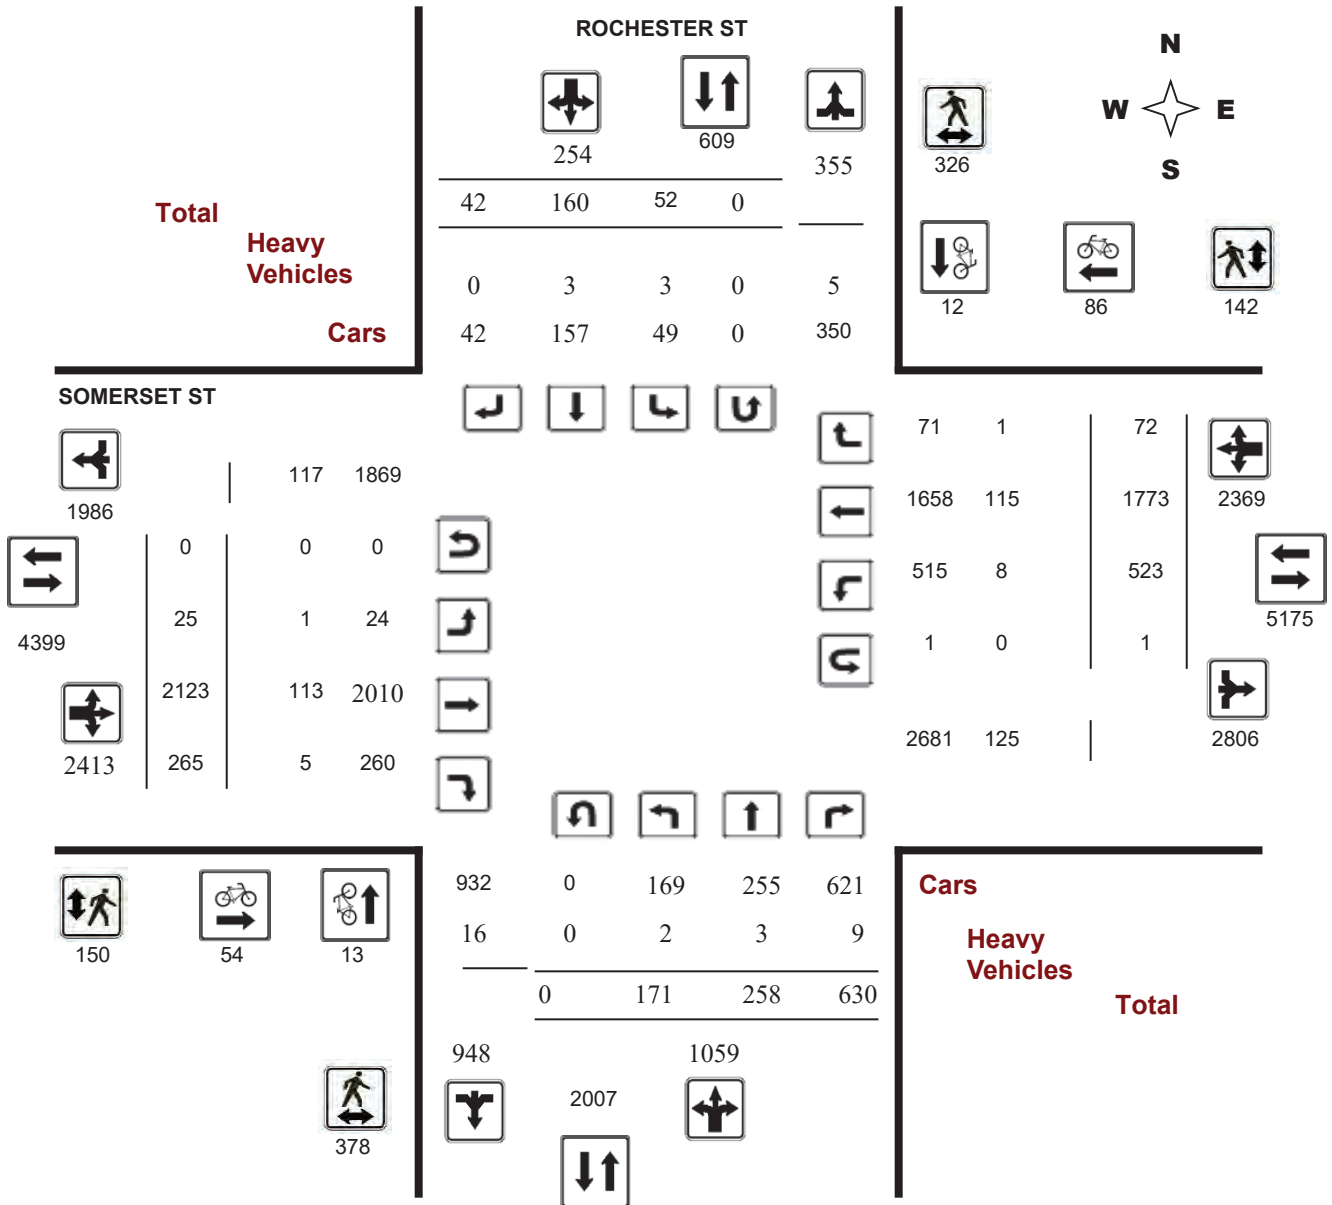 ROCHESTER ST
N
W E
S
254
609
355
326
42 160 52 0
Total
Heavy
Vehicles
0 3 3 0 5
12 86 142
Cars
42 157 49 0 350
SOMERSET ST
71 1 72
117 1869
1986
1658 115 1773 2369
0 0 0
515 8 523
25 1 24
4399
5175
1 0 1
2123 113 2010
2681 125 2806
2413 265 5 260
932 0 169 255 621
Cars
16 0 2 3 9
Heavy
Vehicles
150 54 13
0 171 258 630
Total
948 1059
2007
378